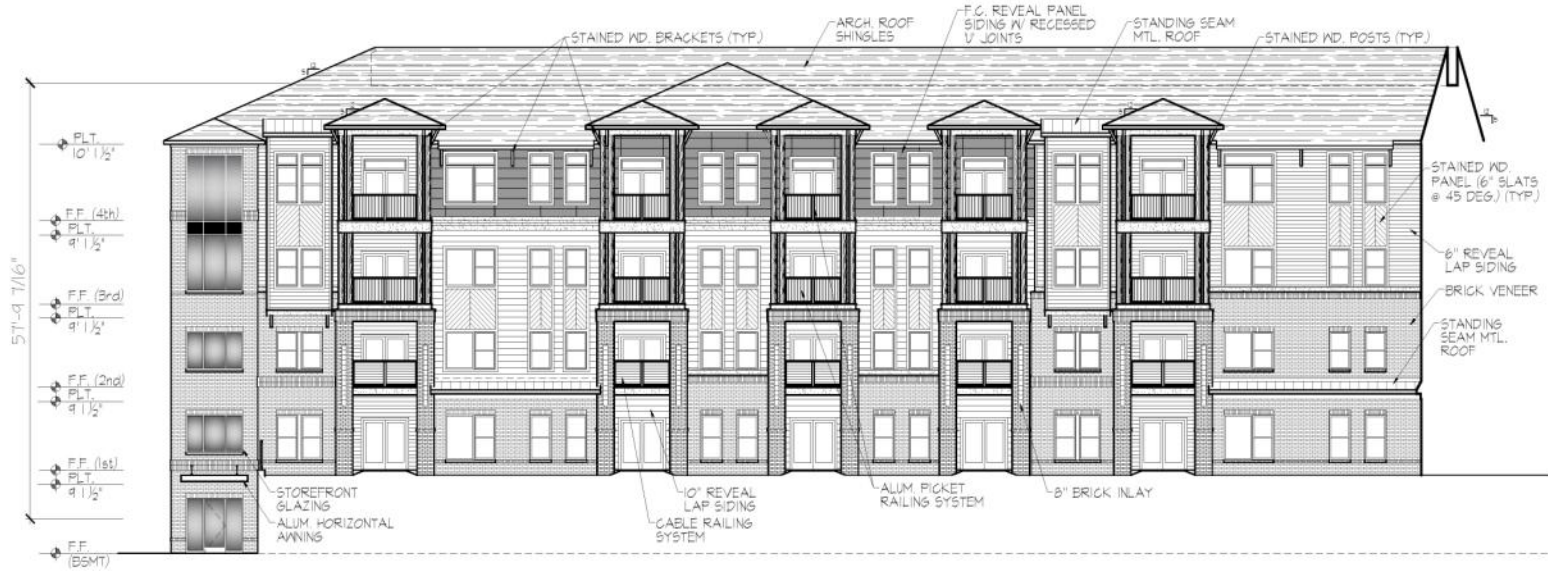 STAINED WD. BRACKETS (TYP.)
ARCH. ROOF
SHINGLES
F.C. REVEAL PANEL
SIDING W/ RECESSED
'V' JOINTS
STANDING SEAM
MTL. ROOF
STAINED WD. POSTS (TYP.)
PLT.
10' 1 1/2"
F.F. (4th)
PLT.
9' 1 1/2"
F.F. (3rd)
PLT.
9' 1 1/2"
F.F. (2nd)
PLT.
9' 1 1/2"
F.F. (1st)
PLT.
9' 1 1/2"
F.F.
(BSMT)
57'-9 7/16"
STAINED WD.
PANEL (6" SLATS
@ 45 DEG.) (TYP.)
6" REVEAL
LAP SIDING
BRICK VENEER
STANDING
SEAM MTL.
ROOF
STOREFRONT
GLAZING
ALUM. HORIZONTAL
AWNING
10" REVEAL
LAP SIDING
CABLE RAILING
SYSTEM
ALUM. PICKET
RAILING SYSTEM
8" BRICK INLAY